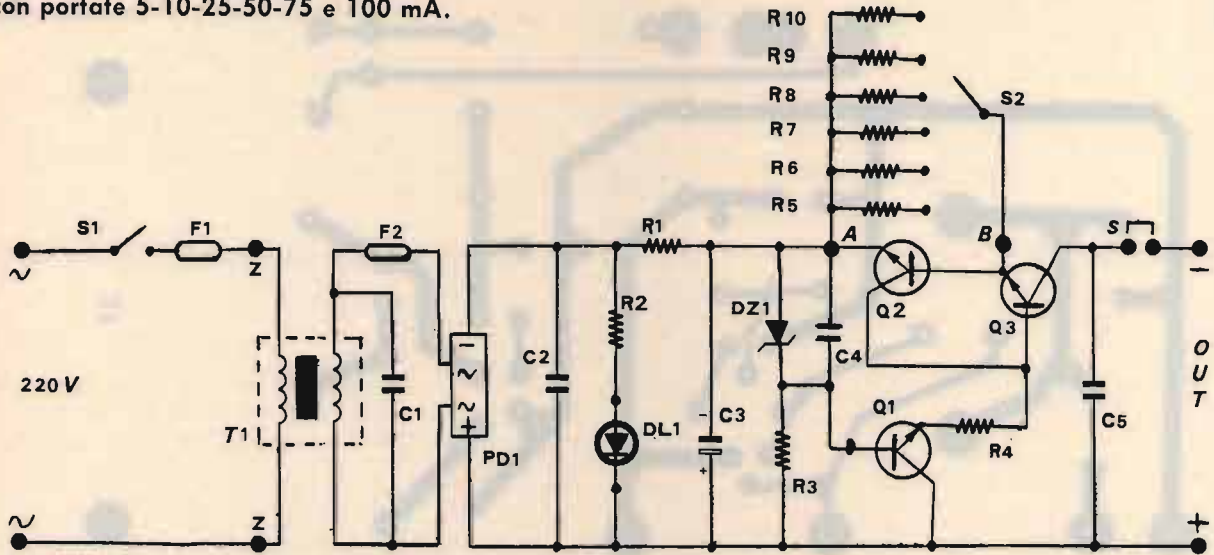 con portate 5-10-25-50-75 e 100 mA.
R10
R9
R8
R7
R6
R5
S2
S1
F1
Z
F2
R1
A
B
S
~
−
R2
DZ1
Q2
Q3
C4
OUT
220 V
T1
C1
−
~
~
+
PD1
C2
DL1
−
C3
+
R3
Q1
R4
C5
~
Z
+